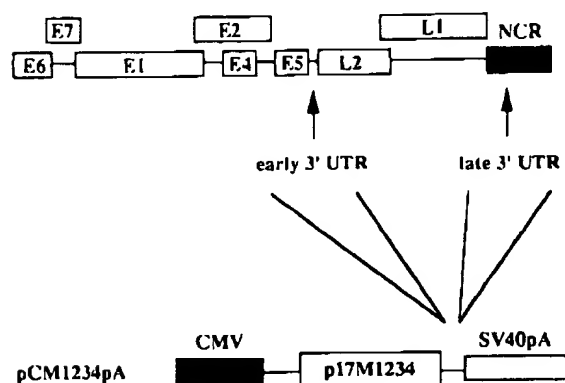 E7 E2 L1 NCR
E6 E1 E4 E5 L2
early 3' UTR late 3' UTR
CMV SV40pA
pCM1234pA p17M1234